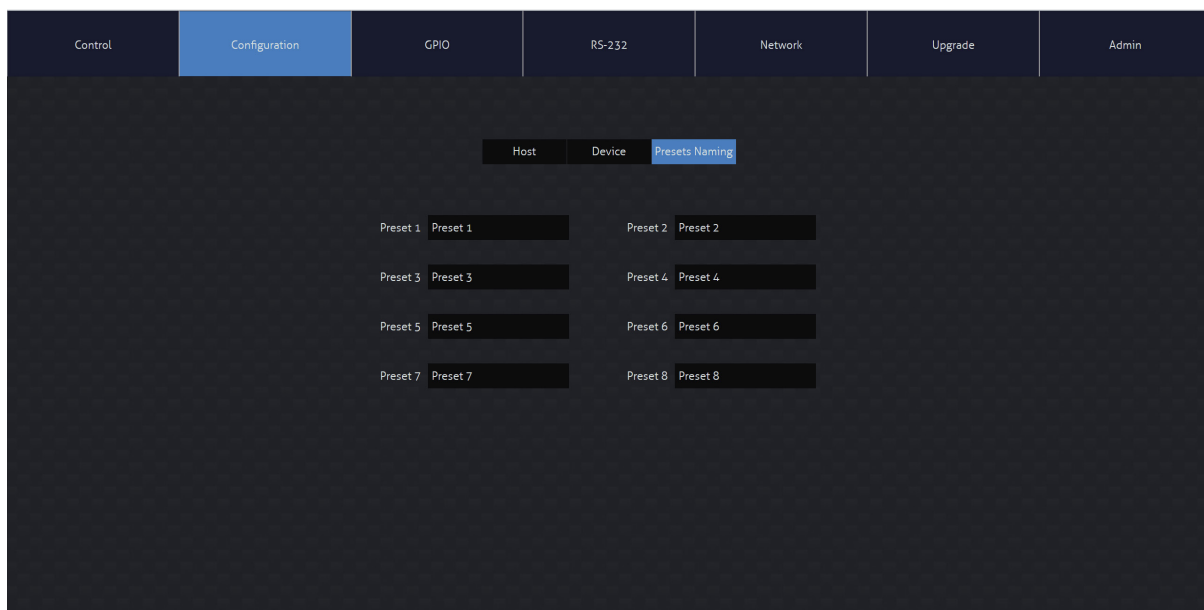 Control Configuration GPIO RS-232 Network Upgrade Admin
Host Device Presets Naming
Preset 1 Preset 1 Preset 2 Preset 2
Preset 3 Preset 3 Preset 4 Preset 4
Preset 5 Preset 5 Preset 6 Preset 6
Preset 7 Preset 7 Preset 8 Preset 8